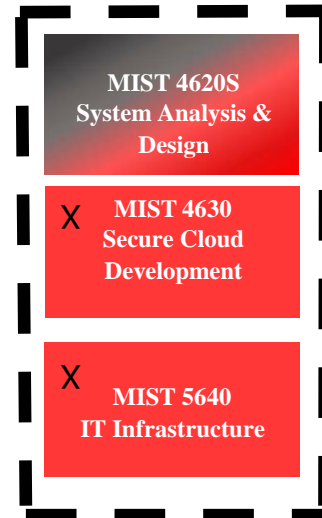 MIST 4620S
System Analysis &
Design
X MIST 4630
Secure Cloud
Development
X
MIST 5640
IT Infrastructure